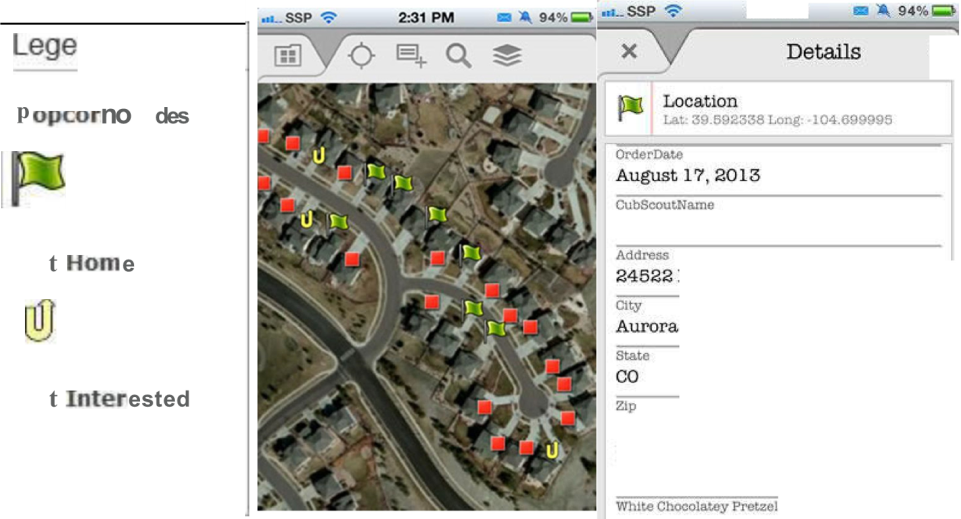 Lege
popcorno des
t Home
t Interested
SSP 2:31 PM 94%
SSP 94%
Details
Location
Lat: 39.592338 Long: -104.699995
OrderDate
August 17, 2013
CubScoutName
Address
24522
City
Aurora
State
CO
Zip
White Chocolatey Pretzel